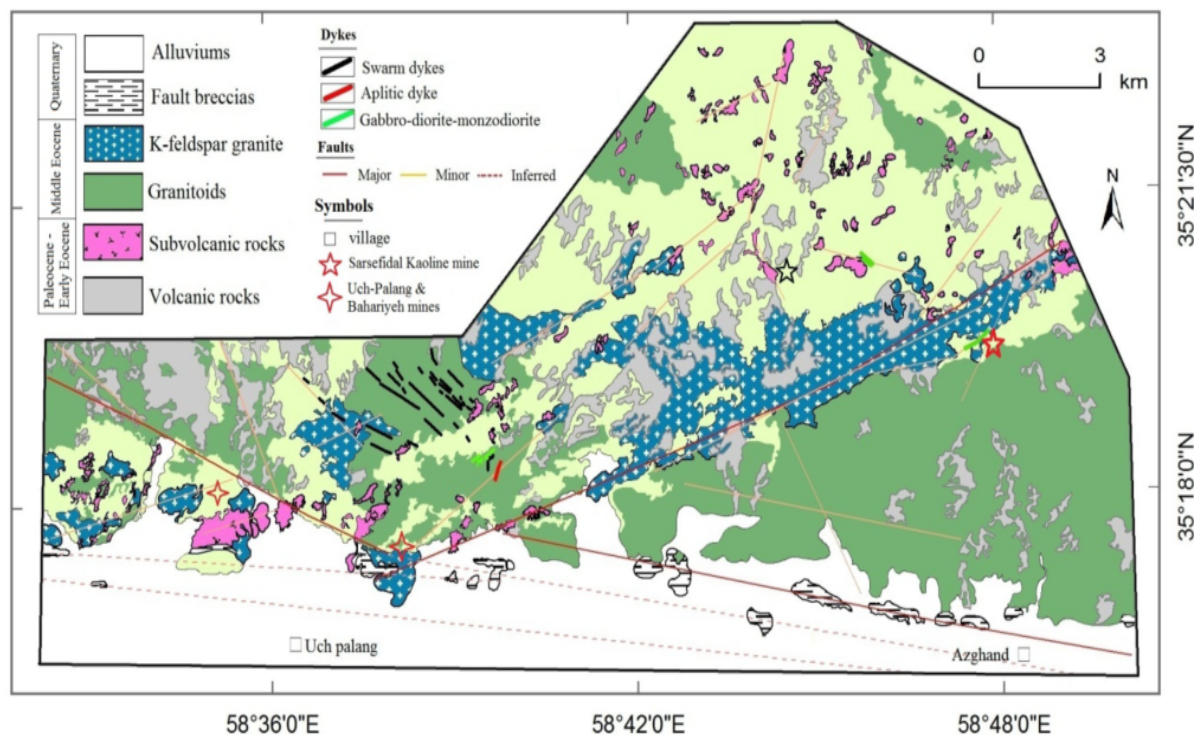 Quaternary
Alluviums
Fault breccias
Middle Eocene
K-feldspar granite
Granitoids
Paleocene -
Early Eocene
Subvolcanic rocks
Volcanic rocks
Dykes
Swarm dykes
Aplitic dyke
Gabbro-diorite-monzodiorite
Faults
Major
Minor
Inferred
Symbols
village
Sarsefidal Kaoline mine
Uch-Palang &
Bahariyeh mines
0 3
km
N
35°21'30"N
35°18'0"N
Uch palang
Azghand
58°36'0"E
58°42'0"E
58°48'0"E